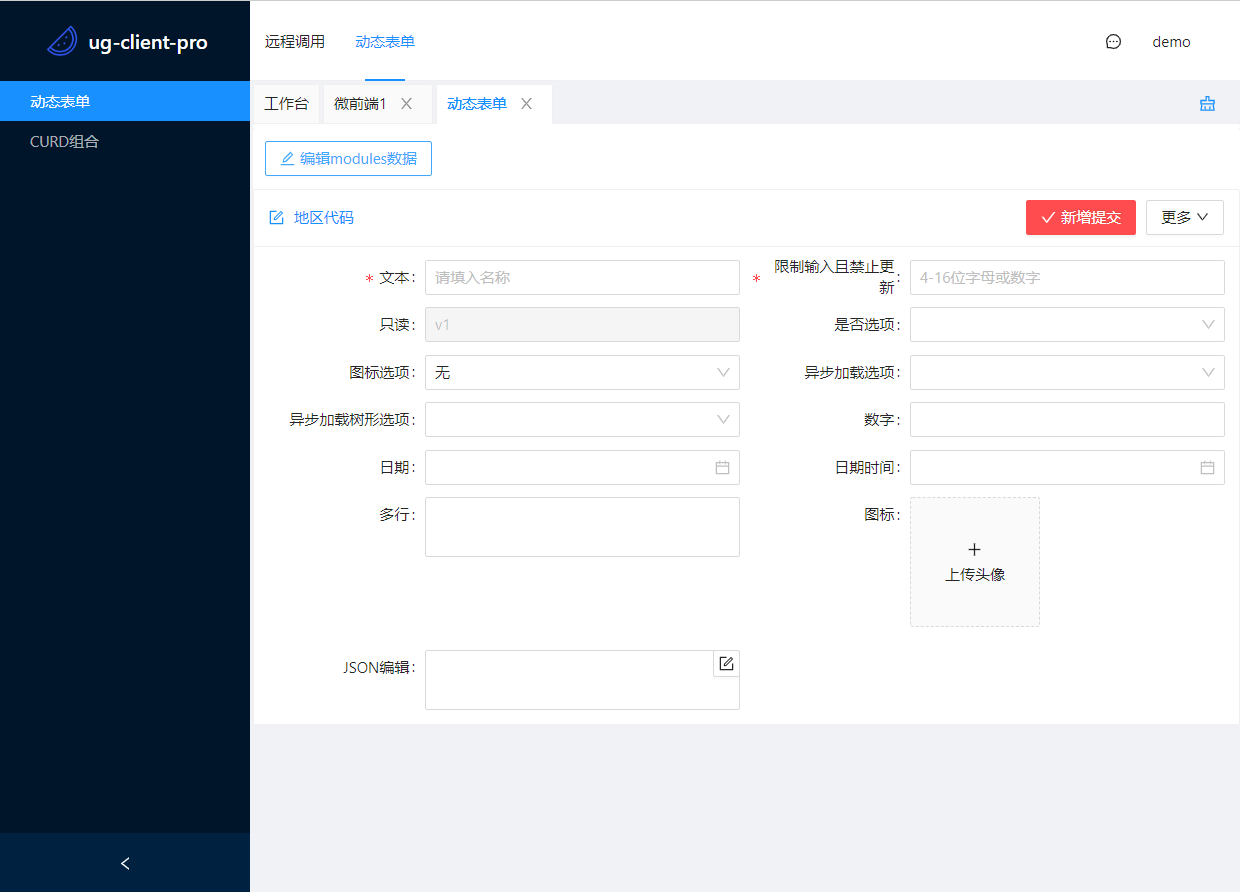 ug-client-pro
远程调用
动态表单
demo
动态表单
CURD组合
工作台
微前端1
动态表单
编辑modules数据
地区代码
新增提交
更多
* 文本:
请填入名称
* 限制输入且禁止更
新:
4-16位字母或数字
只读:
v1
是否选项:
图标选项:
无
异步加载选项:
异步加载树形选项:
数字:
日期:
日期时间:
多行:
图标:
+
上传头像
JSON编辑: